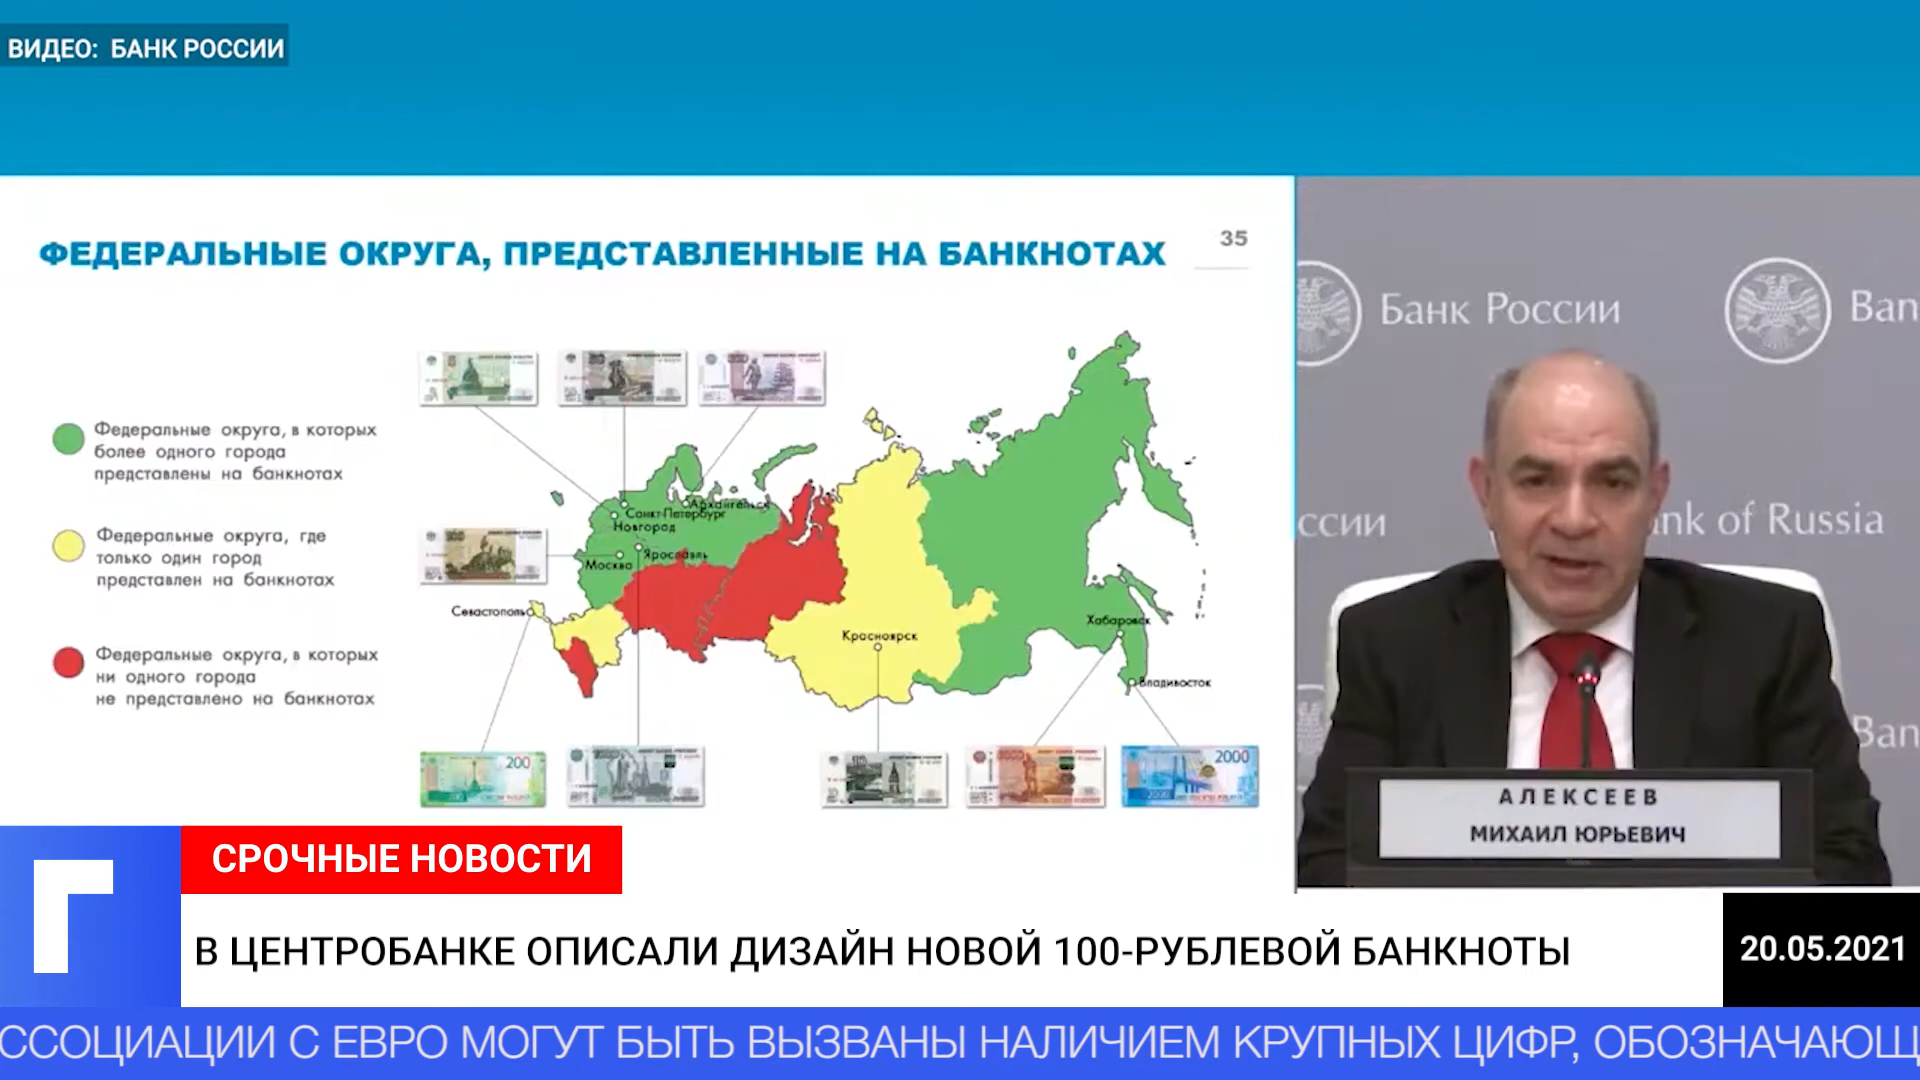 ВИДЕО: БАНК РОССИИ
ФЕДЕРАЛЬНЫЕ ОКРУГА, ПРЕДСТАВЛЕННЫЕ НА БАНКНОТАХ
35
Федеральные округа, в которых
более одного города
представлены на банкнотах
Федеральные округа, где
только один город
представлен на банкнотах
Федеральные округа, в которых
ни одного города
не представлено на банкнотах
Архангельск
Санкт-Петербург
Новгород
Ярославль
Москва
Севастополь
Красноярск
Хабаровск
Владивосток
200
2000
2000
Банк России
Ban
ссии
nk of Russia
Ban
АЛЕКСЕЕВ
МИХАИЛ ЮРЬЕВИЧ
Г
СРОЧНЫЕ НОВОСТИ
В ЦЕНТРОБАНКЕ ОПИСАЛИ ДИЗАЙН НОВОЙ 100-РУБЛЕВОЙ БАНКНОТЫ
20.05.2021
ССОЦИАЦИИ С ЕВРО МОГУТ БЫТЬ ВЫЗВАНЫ НАЛИЧИЕМ КРУПНЫХ ЦИФР, ОБОЗНАЧАЮЩ